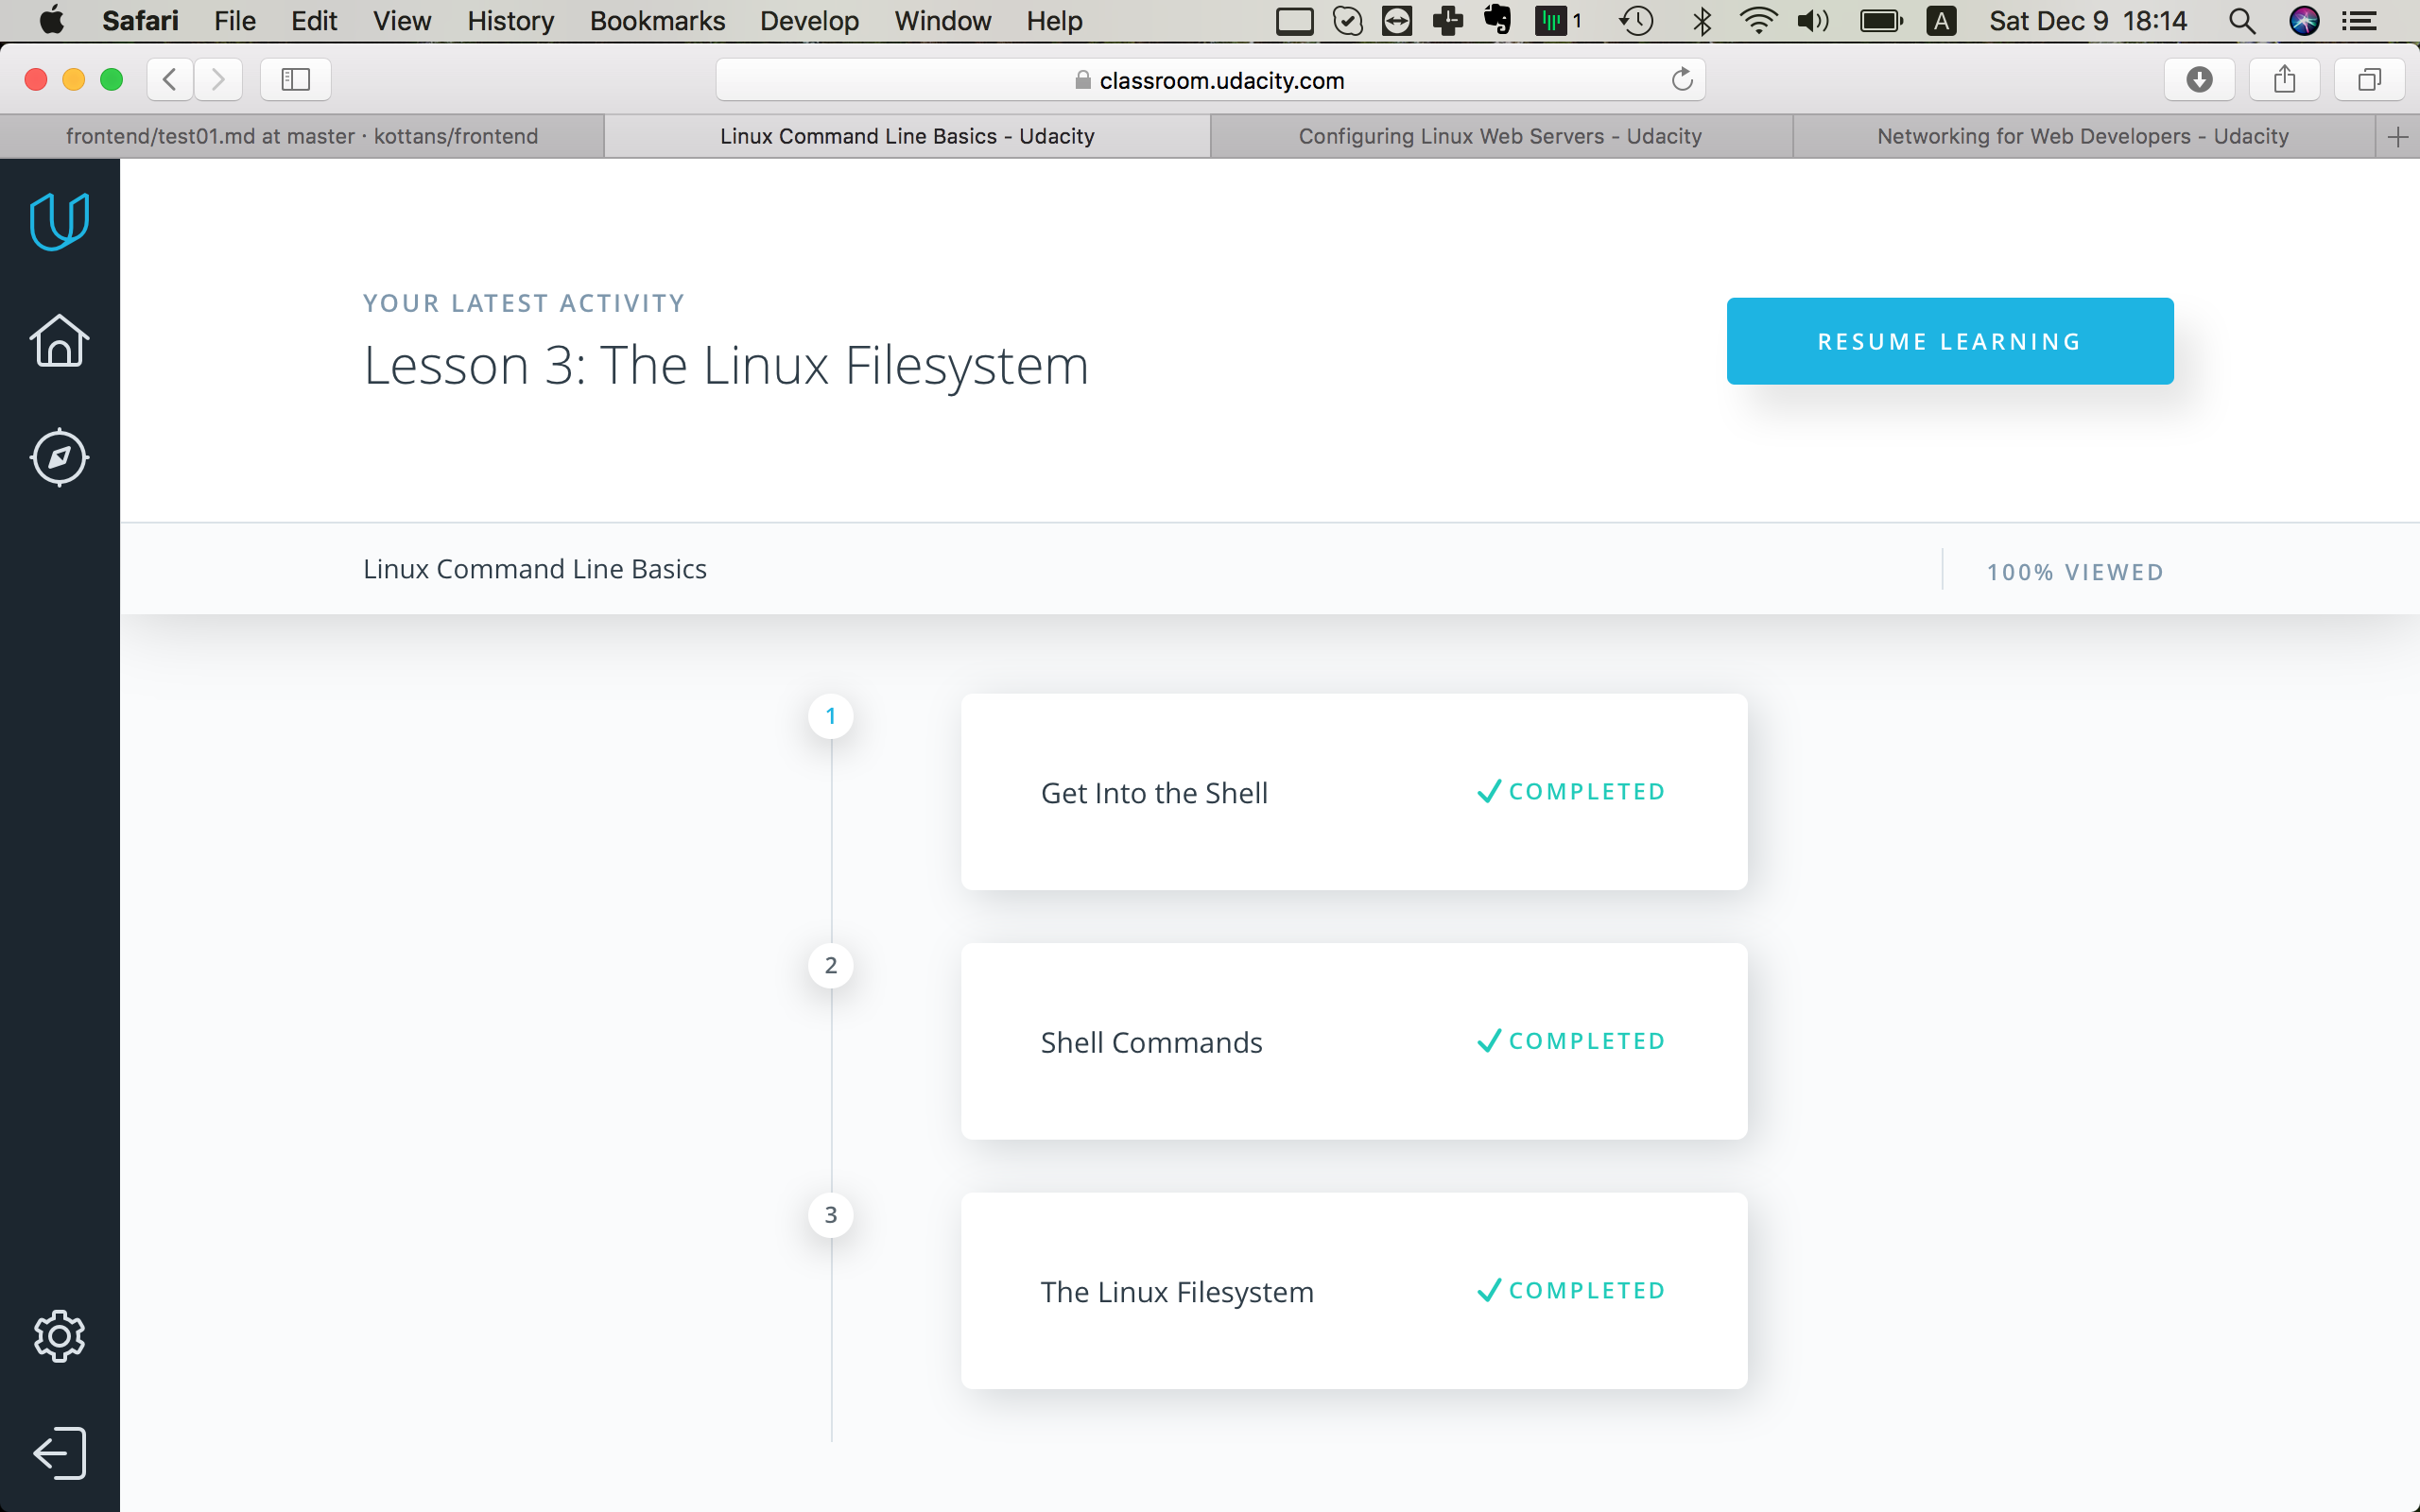 Safari File Edit View History Bookmarks Develop Window Help 1 A Sat Dec 9 18:14
classroom.udacity.com
frontend/test01.md at master · kottans/frontend
Linux Command Line Basics - Udacity
Configuring Linux Web Servers - Udacity
Networking for Web Developers - Udacity
YOUR LATEST ACTIVITY
Lesson 3: The Linux Filesystem
RESUME LEARNING
Linux Command Line Basics
100% VIEWED
1
Get Into the Shell
COMPLETED
2
Shell Commands
COMPLETED
3
The Linux Filesystem
COMPLETED